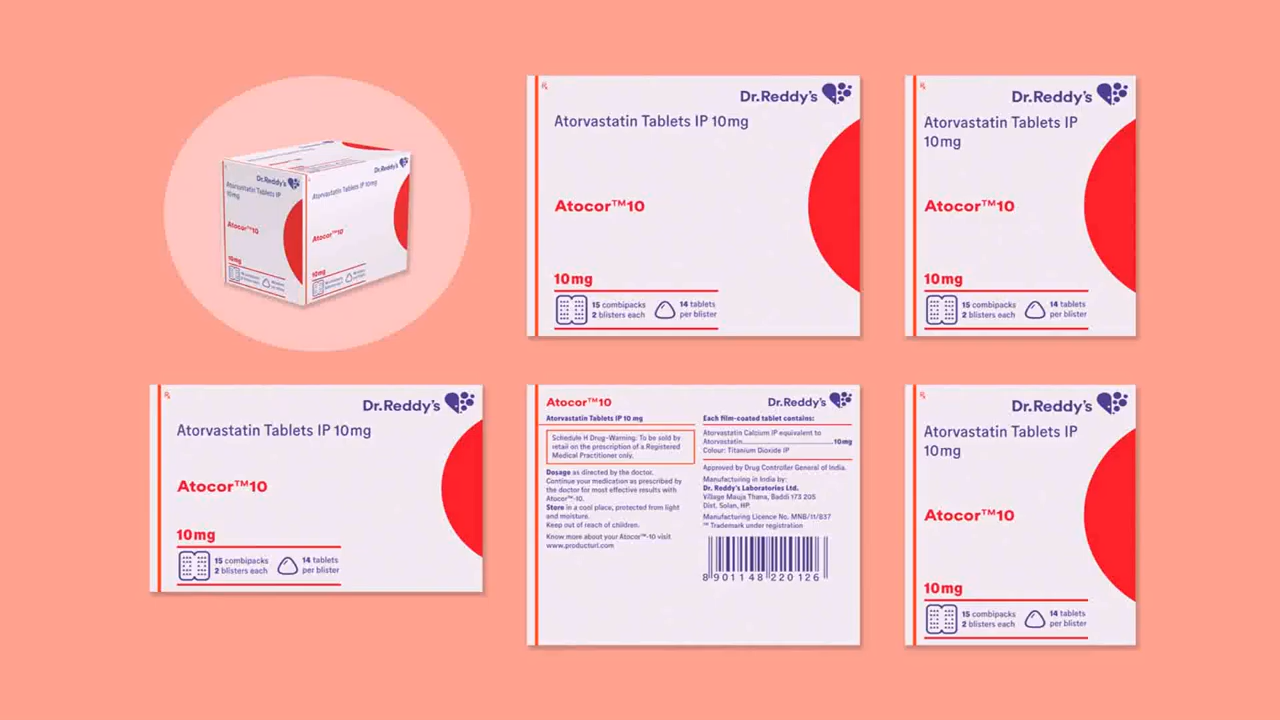 Dr.Reddy's
Atorvastatin Tablets IP
10mg
Atocor™10
10mg
Dr.Reddy's
Atorvastatin Tablets IP 10mg
Atocor™10
10mg
℞
Dr.Reddy's
Atorvastatin Tablets IP 10mg
Atocor™10
10mg
15 combipacks
2 blisters each
14 tablets
per blister
℞
Dr.Reddy's
Atorvastatin Tablets IP
10mg
Atocor™10
10mg
15 combipacks
2 blisters each
14 tablets
per blister
℞
Dr.Reddy's
Atorvastatin Tablets IP 10mg
Atocor™10
10mg
15 combipacks
2 blisters each
14 tablets
per blister
Atocor™10
Atorvastatin Tablets IP 10 mg
Schedule H Drug-Warning: To be sold by
retail on the prescription of a Registered
Medical Practitioner only.
Dosage as directed by the doctor.
Continue your medication as prescribed by
the doctor for most effective results with
Atocor™-10.
Store in a cool place, protected from light
and moisture.
Keep out of reach of children.
Know more about your Atocor™-10 visit
www.producturl.com
Dr.Reddy's
Each film-coated tablet contains:
Atorvastatin Calzium IP equivalent to
Atorvastatin 10mg
Colour: Titanium Dioxide IP
Approved by Drug Controller General of India.
Manufacturing in India by:
Dr. Reddy's Laboratories Ltd.
Village Mauja Thana, Baddi 173 205
Dist. Solan, HP.
Manufacturing Licence No. MNB/11/837
™ Trademark under registration
8 901148 220126
℞
Dr.Reddy's
Atorvastatin Tablets IP
10mg
Atocor™10
10mg
15 combipacks
2 blisters each
14 tablets
per blister